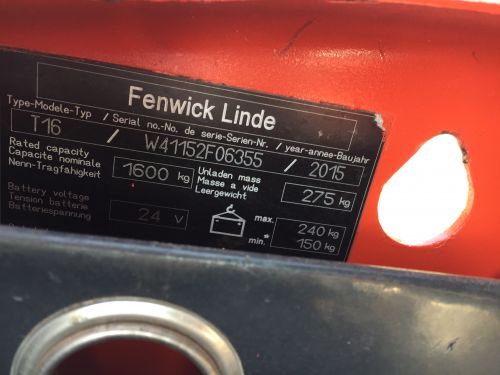 Fenwick Linde
Type-Modele-Typ / Serial no.-No. de serie-Serien-Nr. / year-annee-Baujahr
T16 / W41152F06355 / 2015
Rated capacity
Capacite nominale
Nenn-Tragfähigkeit
1600 kg
Unladen mass
Masse a vide
Leergewicht
275 kg
Battery voltage
Tension batterie
Batteriespannung
24 V
max. 240 kg
min.* 150 kg